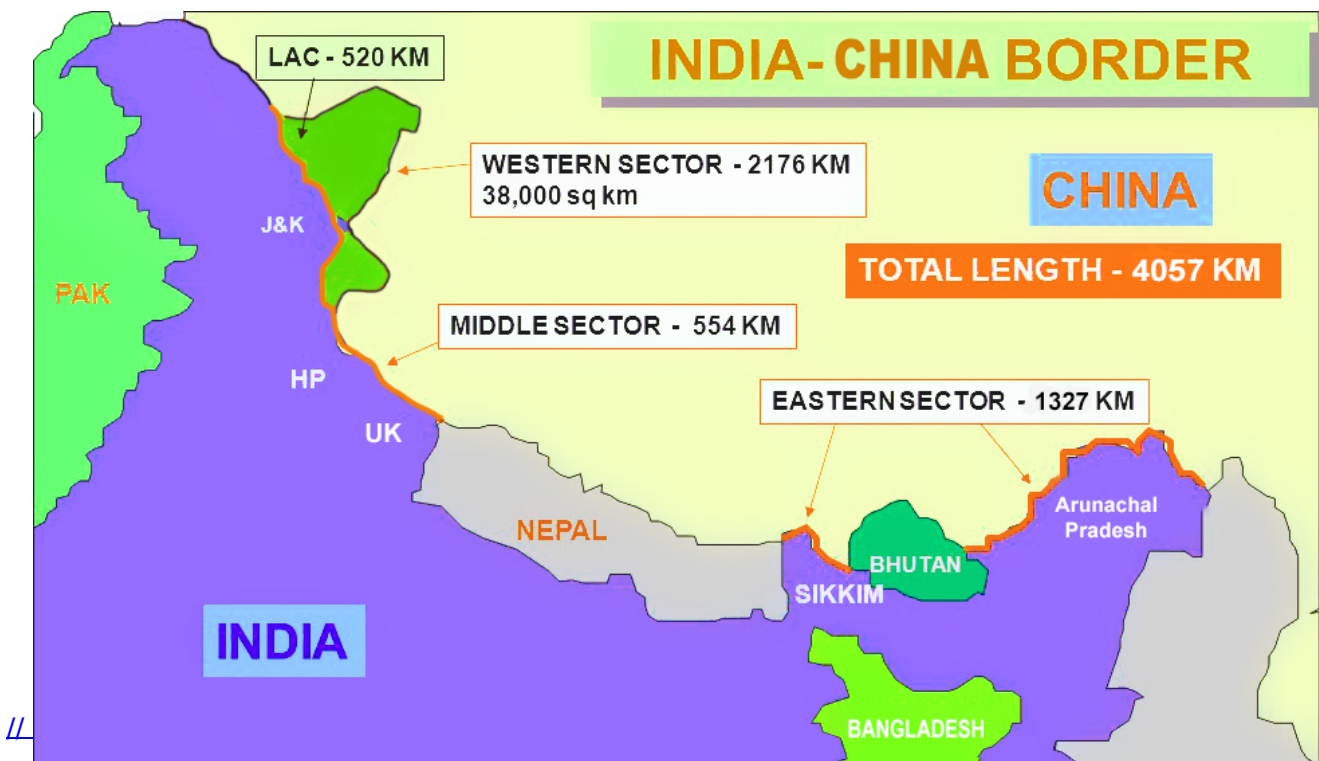 INDIA- CHINA BORDER
LAC - 520 KM
WESTERN SECTOR - 2176 KM
38,000 sq km
CHINA
J&K
TOTAL LENGTH - 4057 KM
PAK
MIDDLE SECTOR - 554 KM
HP
EASTERN SECTOR - 1327 KM
UK
Arunachal
Pradesh
NEPAL
BHUTAN
SIKKIM
INDIA
BANGLADESH
//